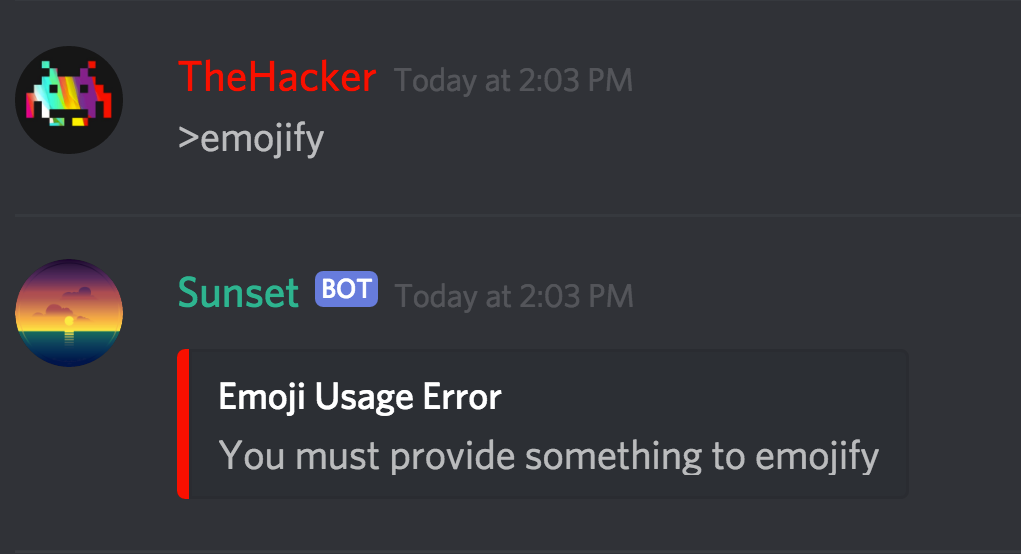 TheHacker Today at 2:03 PM
>emojify
Sunset BOT Today at 2:03 PM
Emoji Usage Error
You must provide something to emojify